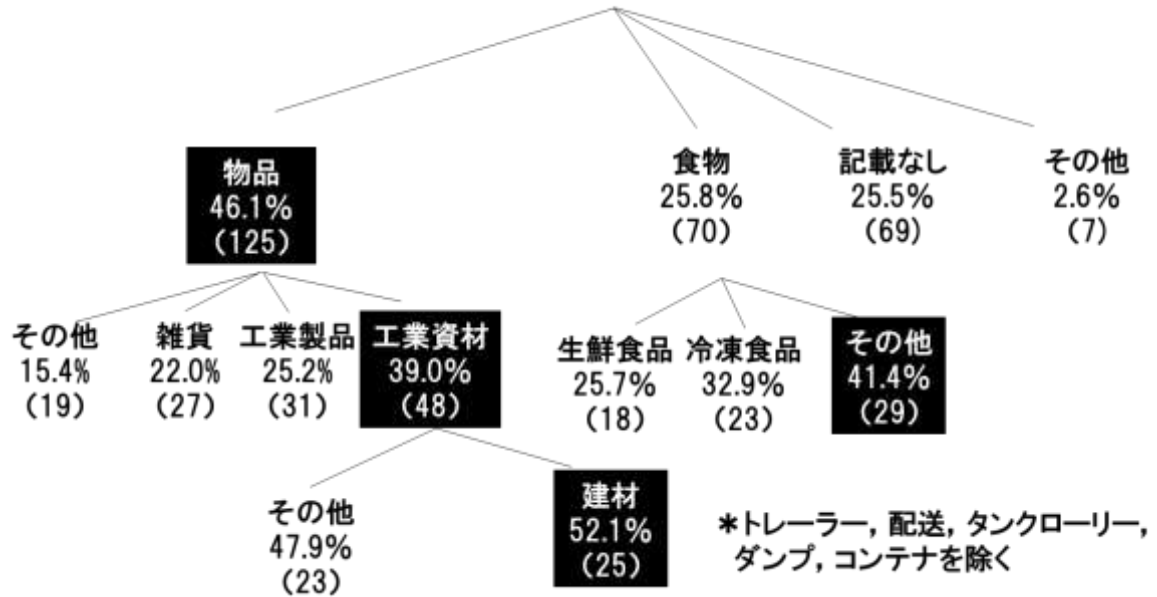 物品
46.1%
(125)
食物
25.8%
(70)
記載なし
25.5%
(69)
その他
2.6%
(7)
その他
15.4%
(19)
雑貨
22.0%
(27)
工業製品
25.2%
(31)
工業資材
39.0%
(48)
生鮮食品
25.7%
(18)
冷凍食品
32.9%
(23)
その他
41.4%
(29)
その他
47.9%
(23)
建材
52.1%
(25)
*トレーラー, 配送, タンクローリー,
ダンプ, コンテナを除く